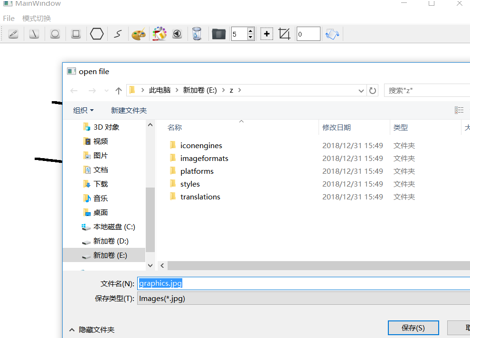 MainWindow
File 模式切换
5
0
open file
此电脑 > 新加卷 (E:) > z >
搜索"z"
组织 新建文件夹
3D 对象
视频
图片
文档
下载
音乐
桌面
本地磁盘 (C:)
新加卷 (D:)
新加卷 (E:)
名称 修改日期 类型 大
iconengines 2018/12/31 15:49 文件夹
imageformats 2018/12/31 15:49 文件夹
platforms 2018/12/31 15:49 文件夹
styles 2018/12/31 15:49 文件夹
translations 2018/12/31 15:49 文件夹
文件名(N): graphics.jpg
保存类型(T): Images(*.jpg)
隐藏文件夹
保存(S)
取